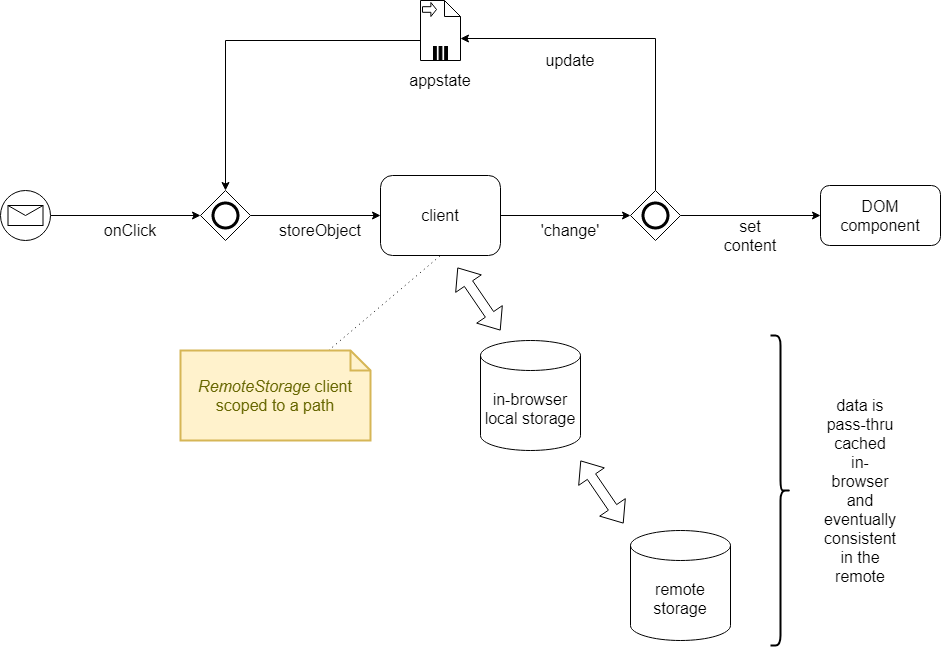 update
appstate
onClick
storeObject
client
'change'
set
content
DOM
component
RemoteStorage client
scoped to a path
in-browser
local storage
data is
pass-thru
cached
in-
browser
and
eventually
consistent
in the
remote
remote
storage